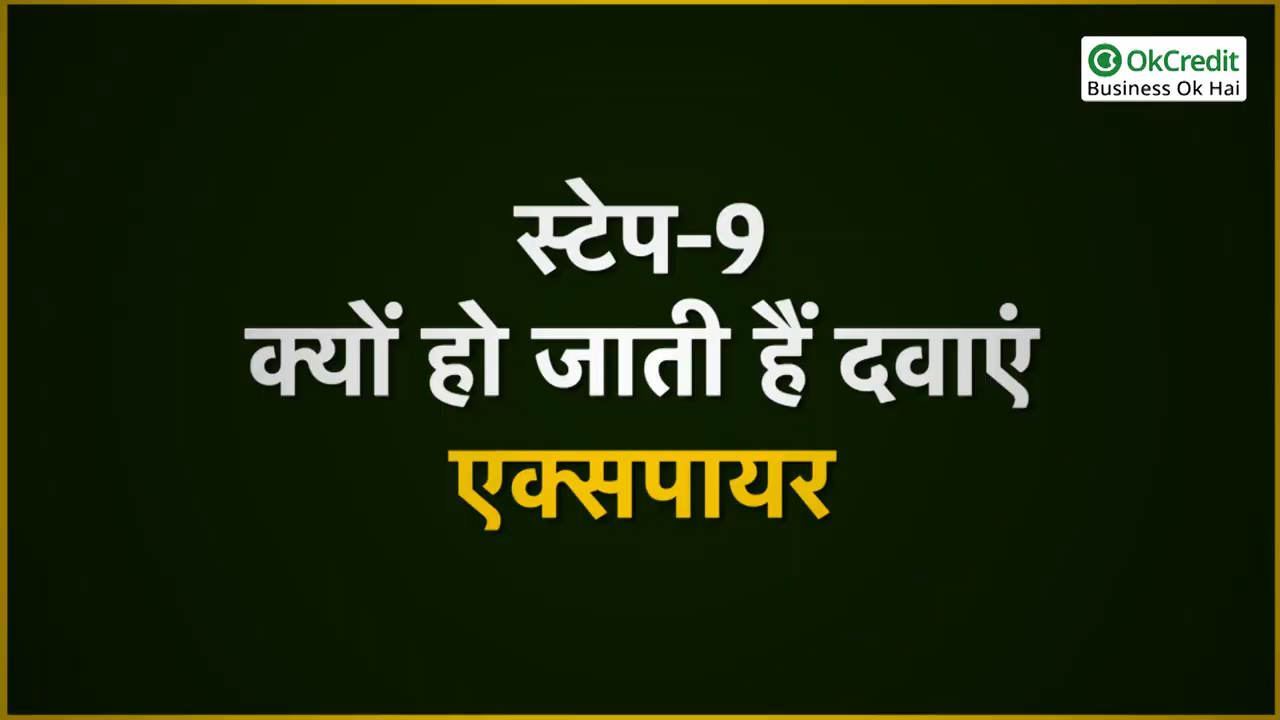 OkCredit
Business Ok Hai
स्टेप-9
क्यों हो जाती हैं दवाएं
एक्सपायर